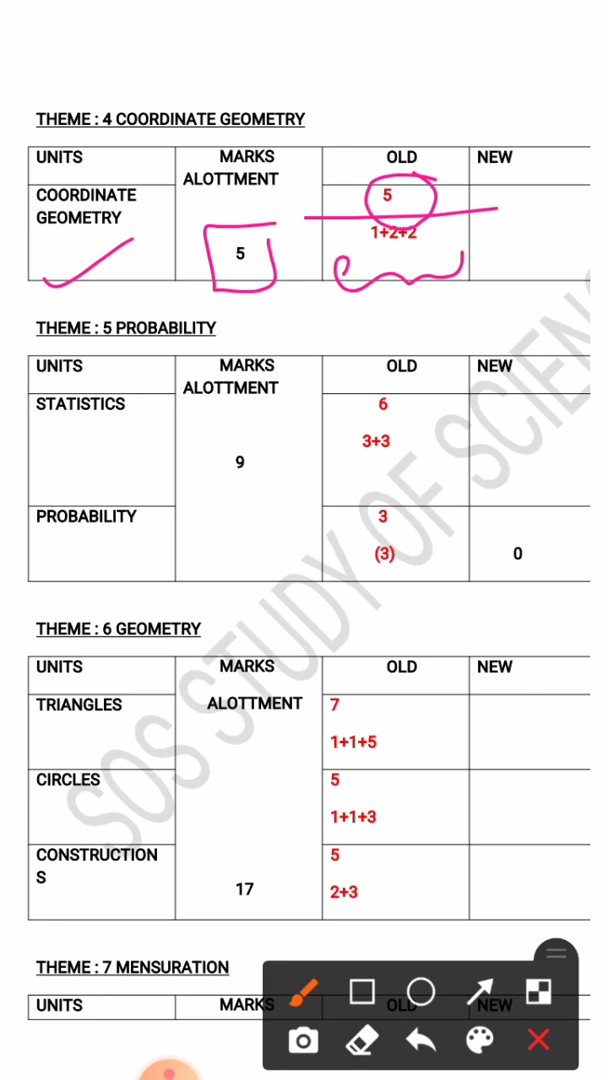 THEME : 4 COORDINATE GEOMETRY
UNITS MARKS ALOTTMENT OLD NEW
COORDINATE GEOMETRY 5 5
1+2+2
THEME : 5 PROBABILITY
UNITS MARKS ALOTTMENT OLD NEW
STATISTICS 6
3+3
9
PROBABILITY 3
(3) 0
THEME : 6 GEOMETRY
UNITS MARKS OLD NEW
TRIANGLES ALOTTMENT 7
1+1+5
CIRCLES 5
1+1+3
CONSTRUCTION
S 5
17 2+3
THEME : 7 MENSURATION
UNITS MARKS OLD NEW
SOS STUDY OF SCIEN